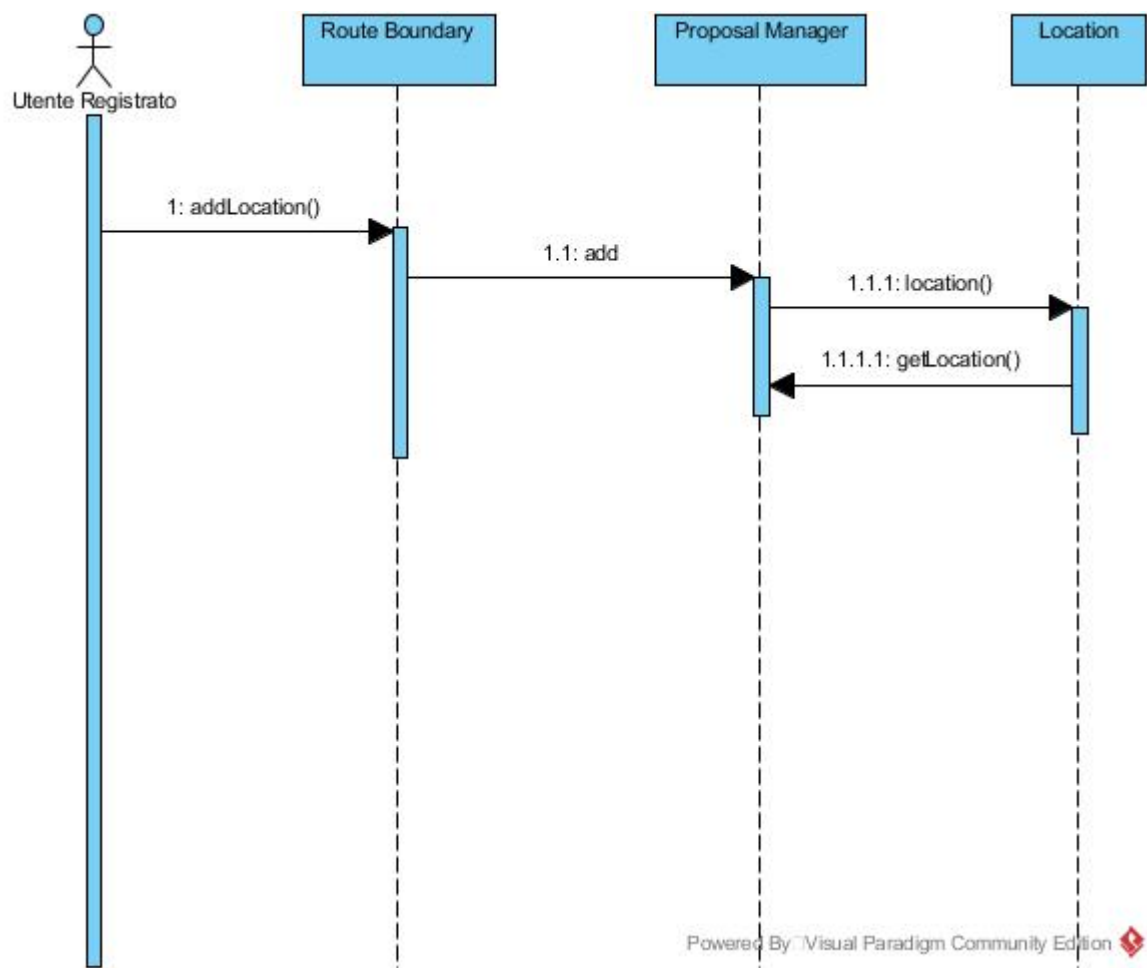 Route Boundary
Proposal Manager
Location
Utente Registrato
1: addLocation()
1.1: add
1.1.1: location()
1.1.1.1: getLocation()
Powered By Visual Paradigm Community Edition